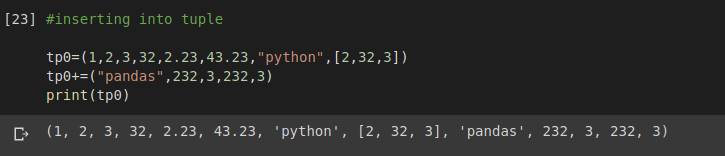 [23] #inserting into tuple
tp0=(1,2,3,32,2.23,43.23,"python",[2,32,3])
tp0+=("pandas",232,3,232,3)
print(tp0)
(1, 2, 3, 32, 2.23, 43.23, 'python', [2, 32, 3], 'pandas', 232, 3, 232, 3)